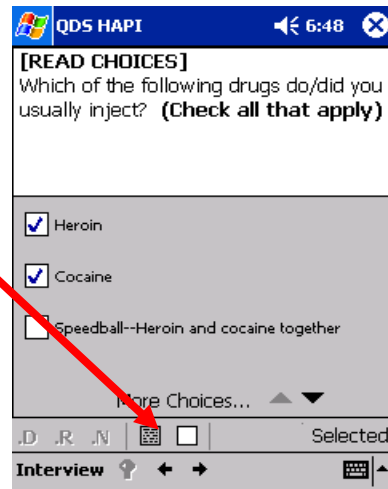 QDS HAPI 6:48
[READ CHOICES]
Which of the following drugs do/did you
usually inject? (Check all that apply)
Heroin
Cocaine
Speedball--Heroin and cocaine together
More Choices...
.D .R .N Selected
Interview ?